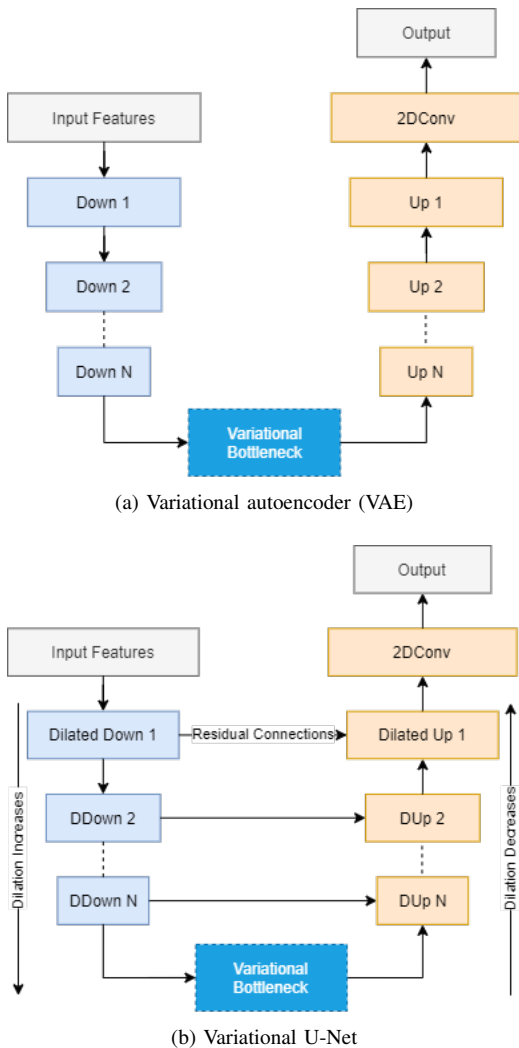 Output
Input Features
2DConv
Down 1
Up 1
Down 2
Up 2
Down N
Up N
Variational
Bottleneck
(a) Variational autoencoder (VAE)
Output
Input Features
2DConv
Dilated Down 1
Residual Connections
Dilated Up 1
Dilation Increases
DDown 2
DUp 2
Dilation Decreases
DDown N
DUp N
Variational
Bottleneck
(b) Variational U-Net